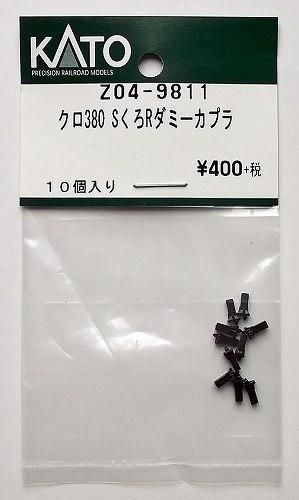 KATO
PRECISION RAILROAD MODELS
Z04-9811
クロ380 SくろRダミーカプラ
¥400+税
10個入り